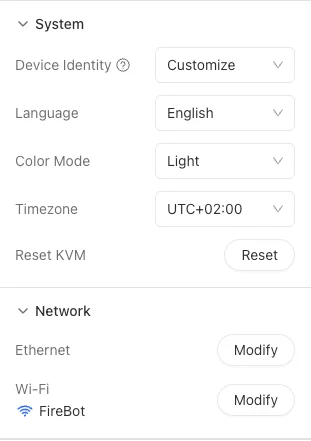 System
Device Identity Customize
Language English
Color Mode Light
Timezone UTC+02:00
Reset KVM Reset
Network
Ethernet Modify
Wi-Fi
FireBot Modify